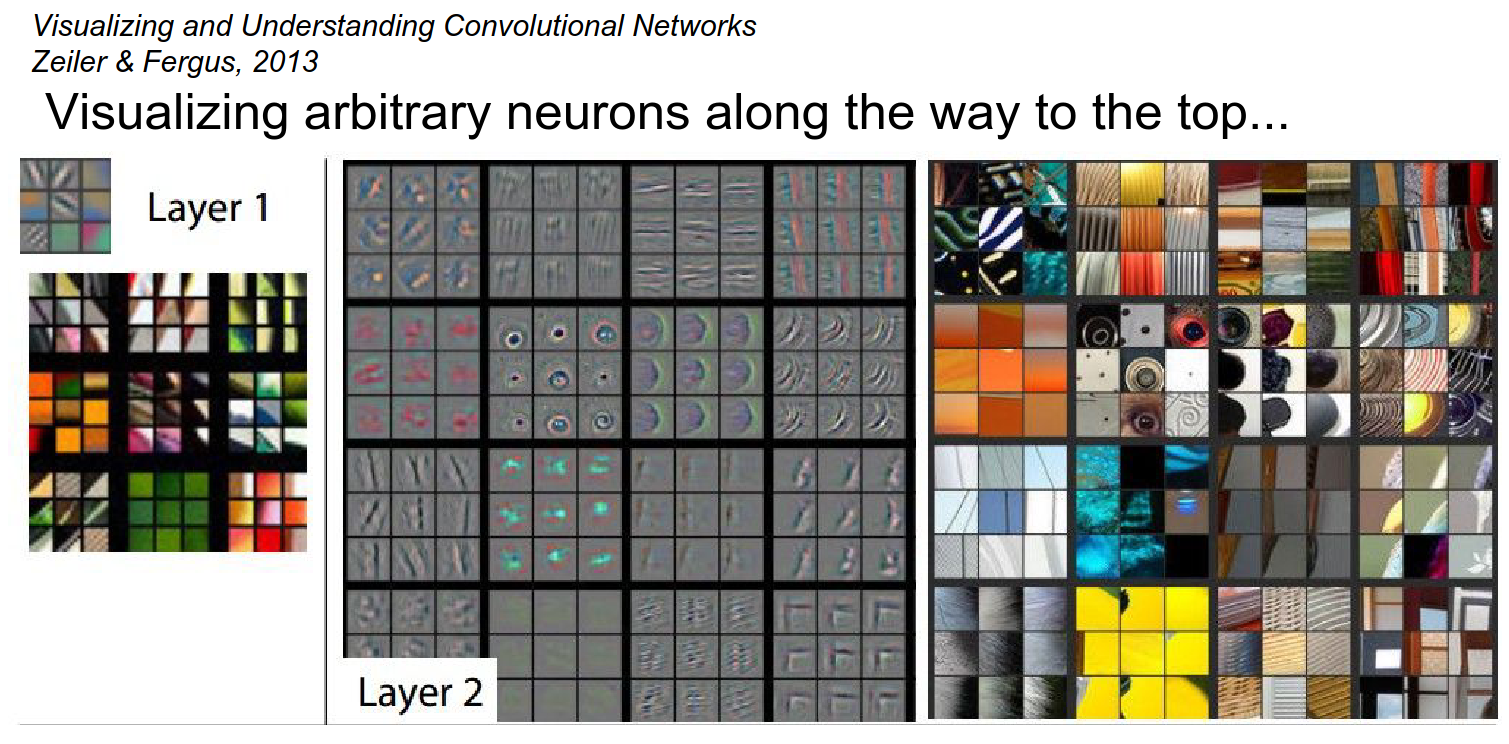 Visualizing and Understanding Convolutional Networks
Zeiler & Fergus, 2013
Visualizing arbitrary neurons along the way to the top...
Layer 1
Layer 2